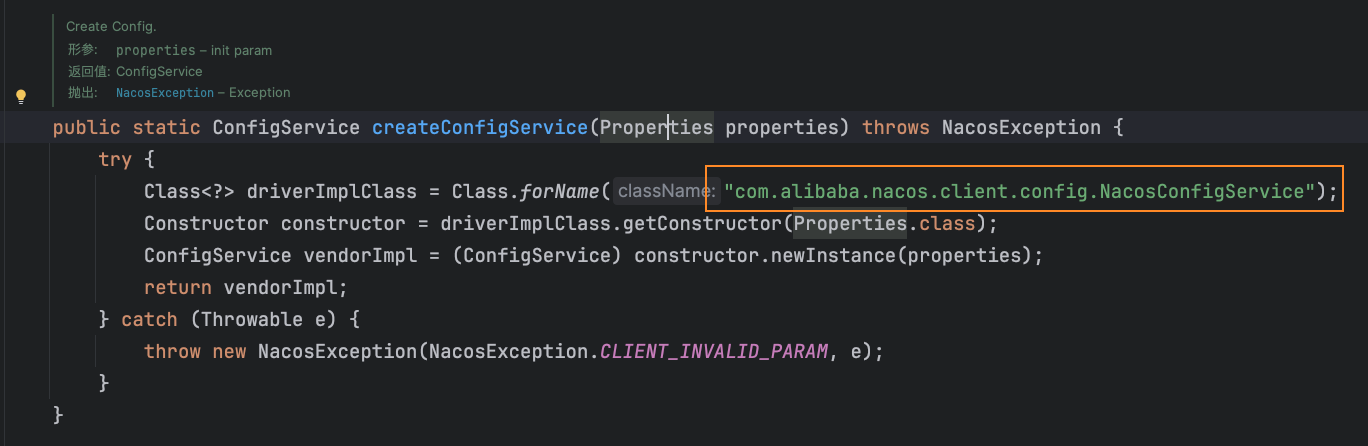 Create Config.
形参: properties – init param
返回值: ConfigService
抛出: NacosException – Exception
public static ConfigService createConfigService(Properties properties) throws NacosException {
try {
Class<?> driverImplClass = Class.forName( className: "com.alibaba.nacos.client.config.NacosConfigService");
Constructor constructor = driverImplClass.getConstructor(Properties.class);
ConfigService vendorImpl = (ConfigService) constructor.newInstance(properties);
return vendorImpl;
} catch (Throwable e) {
throw new NacosException(NacosException.CLIENT_INVALID_PARAM, e);
}
}